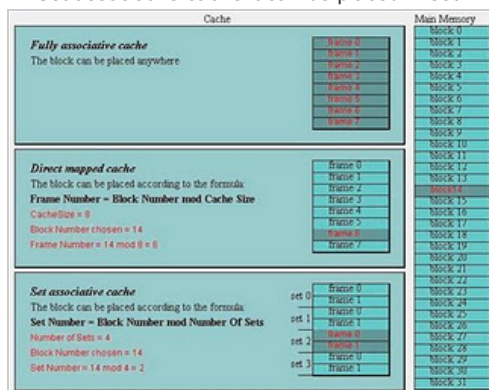 Cache
Main Memory
Fully associative cache
The block can be placed anywhere
frame 0
frame 1
frame 2
frame 3
frame 4
frame 5
frame 6
frame 7
Direct mapped cache
The block can be placed according to the formula:
Frame Number = Block Number mod Cache Size
CacheSize = 8
Block Number chosen = 14
Frame Number = 14 mod 8 = 6
frame 0
frame 1
frame 2
frame 3
frame 4
frame 5
frame 6
frame 7
Set associative cache
The block can be placed according to the formula:
Set Number = Block Number mod Number Of Sets
Number of Sets = 4
Block Number chosen = 14
Set Number = 14 mod 4 = 2
set 0
frame 0
frame 1
set 1
frame 0
frame 1
set 2
frame 0
frame 1
set 3
frame 0
frame 1
block 0
block 1
block 2
block 3
block 4
block 5
block 6
block 7
block 8
block 9
block 10
block 11
block 12
block 13
block14
block 15
block 16
block 17
block 18
block 19
block 20
block 21
block 22
block 23
block 24
block 25
block 26
block 27
block 28
block 29
block 30
block 31